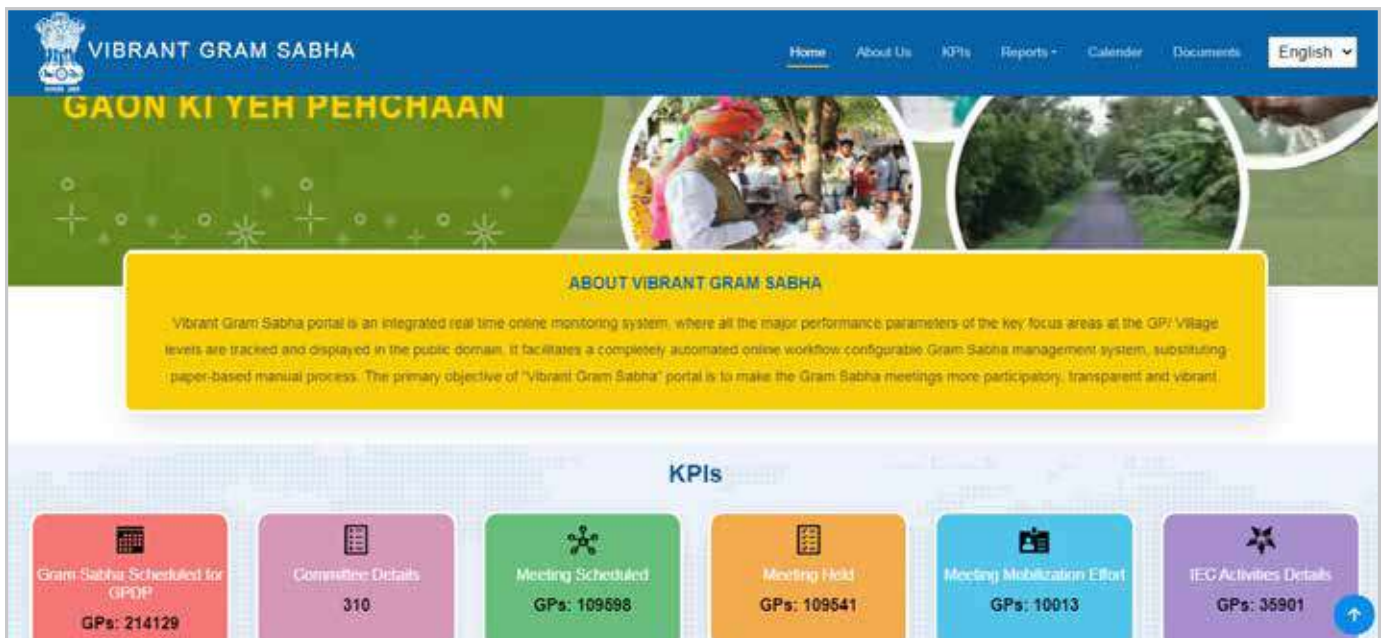 VIBRANT GRAM SABHA
Home About Us KPIs Reports Calender Documents English
GAON KI YEH PEHCHAAN
ABOUT VIBRANT GRAM SABHA
Vibrant Gram Sabha portal is an integrated real time online monitoring system, where all the major performance parameters of the key focus areas at the GP/ Village
levels are tracked and displayed in the public domain. It facilitates a completely automated online workflow configurable Gram Sabha management system, substituting
paper-based manual process. The primary objective of "Vibrant Gram Sabha" portal is to make the Gram Sabha meetings more participatory, transparent and vibrant.
KPIs
Gram Sabha Scheduled for
GPDP
GPs: 214129
Committee Details
310
Meeting Scheduled
GPs: 109598
Meeting Held
GPs: 109541
Meeting Mobilization Effort
GPs: 10013
IEC Activities Details
GPs: 35901